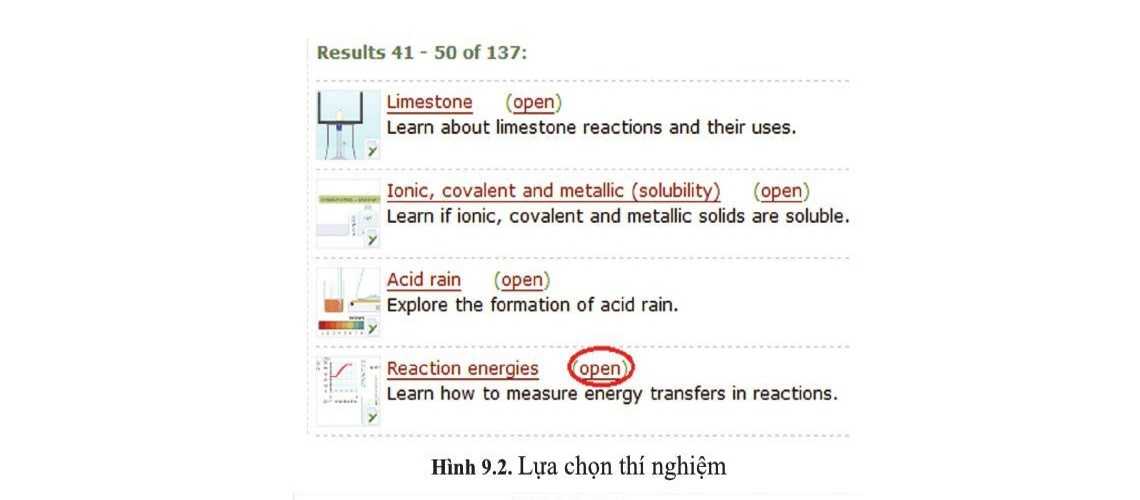 Results 41 - 50 of 137:
Limestone (open)
Learn about limestone reactions and their uses.
Ionic, covalent and metallic (solubility) (open)
Learn if ionic, covalent and metallic solids are soluble.
Acid rain (open)
Explore the formation of acid rain.
Reaction energies (open)
Learn how to measure energy transfers in reactions.
Hình 9.2. Lựa chọn thí nghiệm